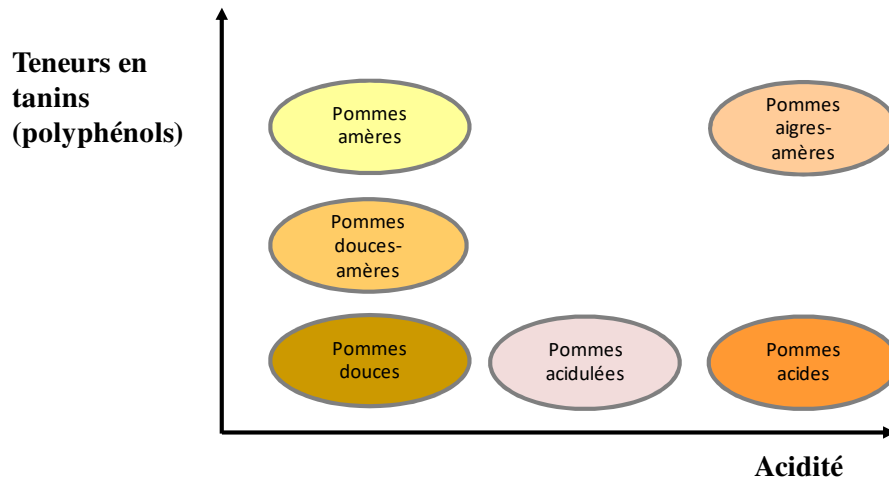 Teneurs en
tanins
(polyphénols)
Pommes
amères
Pommes
aigres-
amères
Pommes
douces-
amères
Pommes
douces
Pommes
acidulées
Pommes
acides
Acidité